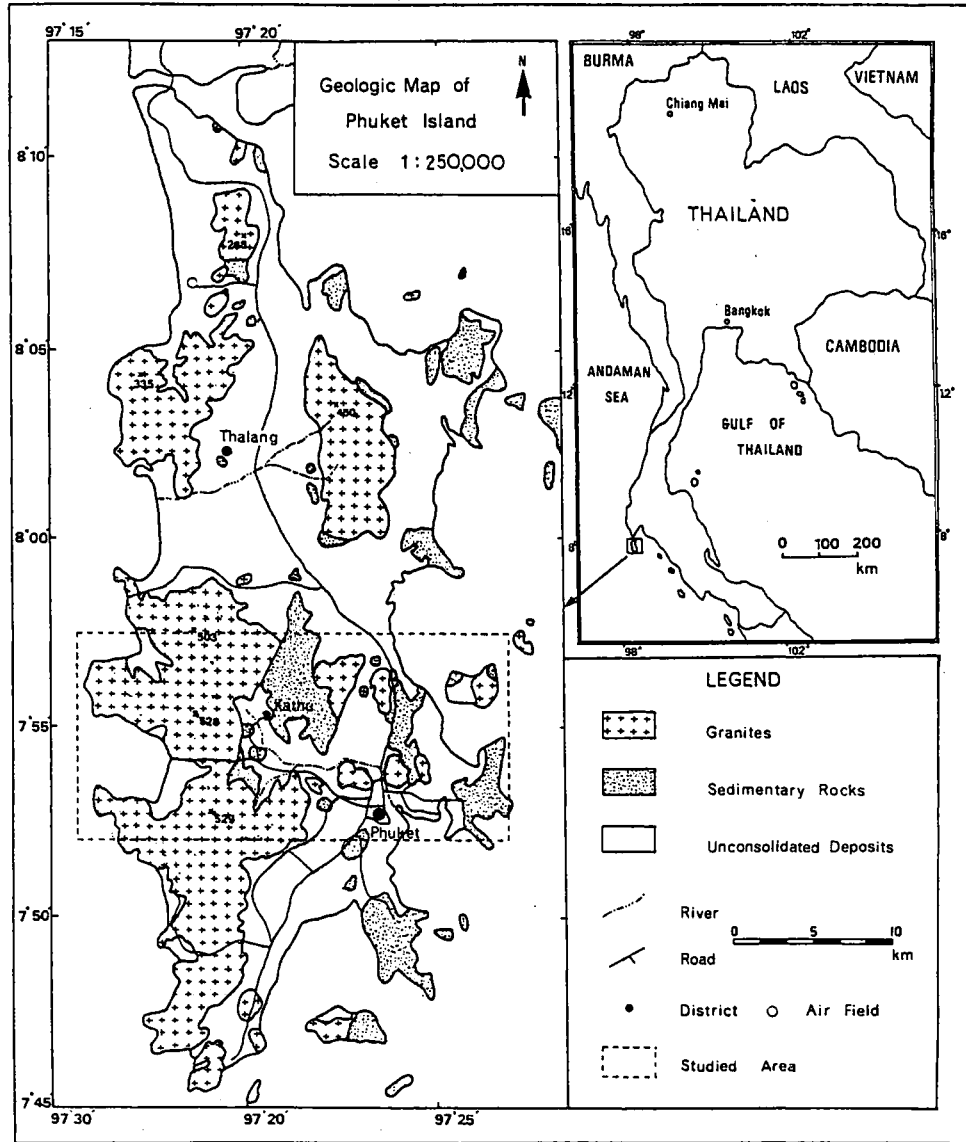 97° 15'
97° 20
98°
102°
N
Geologic Map of
Phuket Island
Scale 1:250,000
8° 10'
8° 05'
8° 00'
7° 55'
7° 50'
7° 45'
97° 30
97° 20
97° 25
268
335
450
Thalang
503
Kathu
528
529
Phuket
BURMA
LAOS
VIETNAM
Chiang Mai
THAILAND
16°
16°
Bangkok
CAMBODIA
ANDAMAN
SEA
12°
12°
GULF OF
THAILAND
8°
8°
0 100 200
km
98°
102°
LEGEND
Granites
Sedimentary Rocks
Unconsolidated Deposits
River
0 5 10
km
Road
District
Air Field
Studied Area